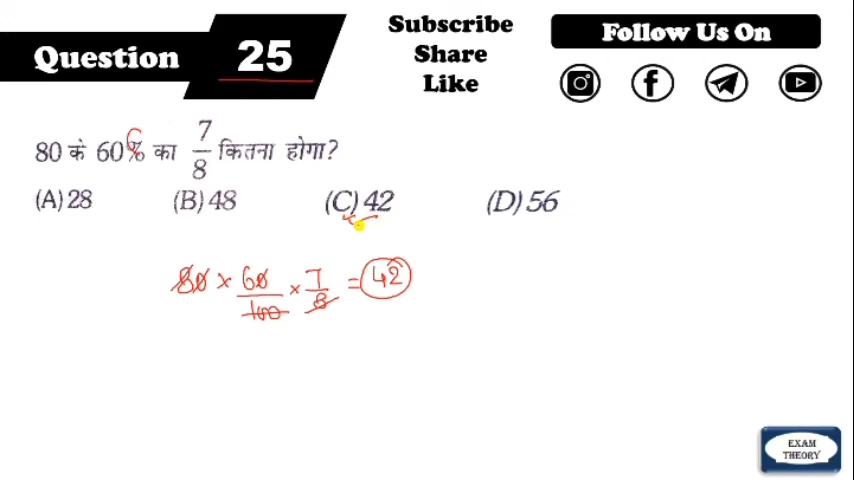 Question 25
Subscribe
Share
Like
Follow Us On
80 के 60% का 7/8 कितना होगा?
(A) 28 (B) 48 (C) 42 (D) 56
80 × 60/100 × 7/8 = 42
EXAM
THEORY